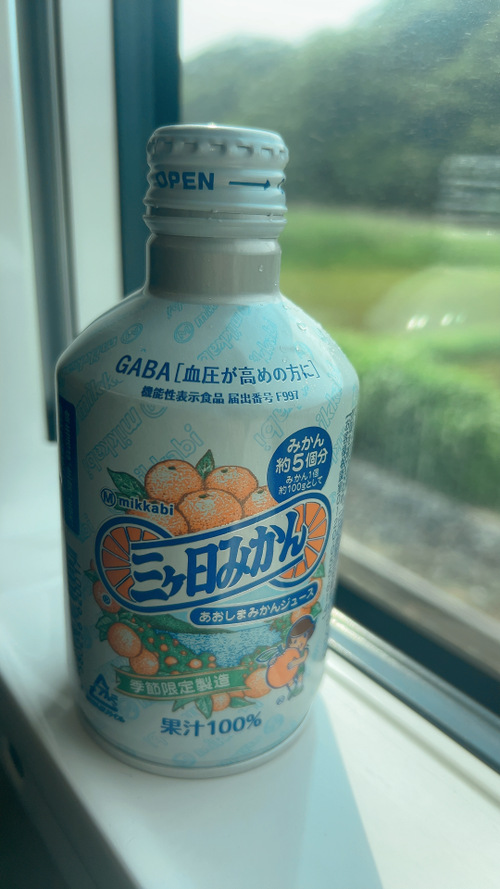 OPEN
GABA[血圧が高めの方に]
機能性表示食品 届出番号 F997
みかん
約5個分
みかん1個
約100gとして
M mikkabi
三ヶ日みかん
あおしまみかんジュース
季節限定製造
アルミ
果汁100%